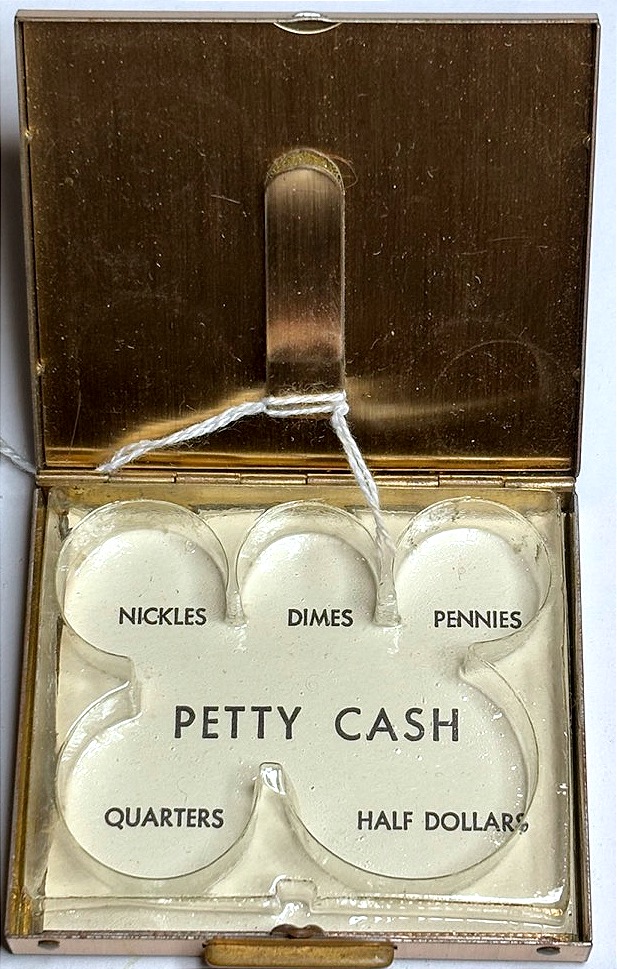 NICKLES DIMES PENNIES
PETTY CASH
QUARTERS HALF DOLLARS